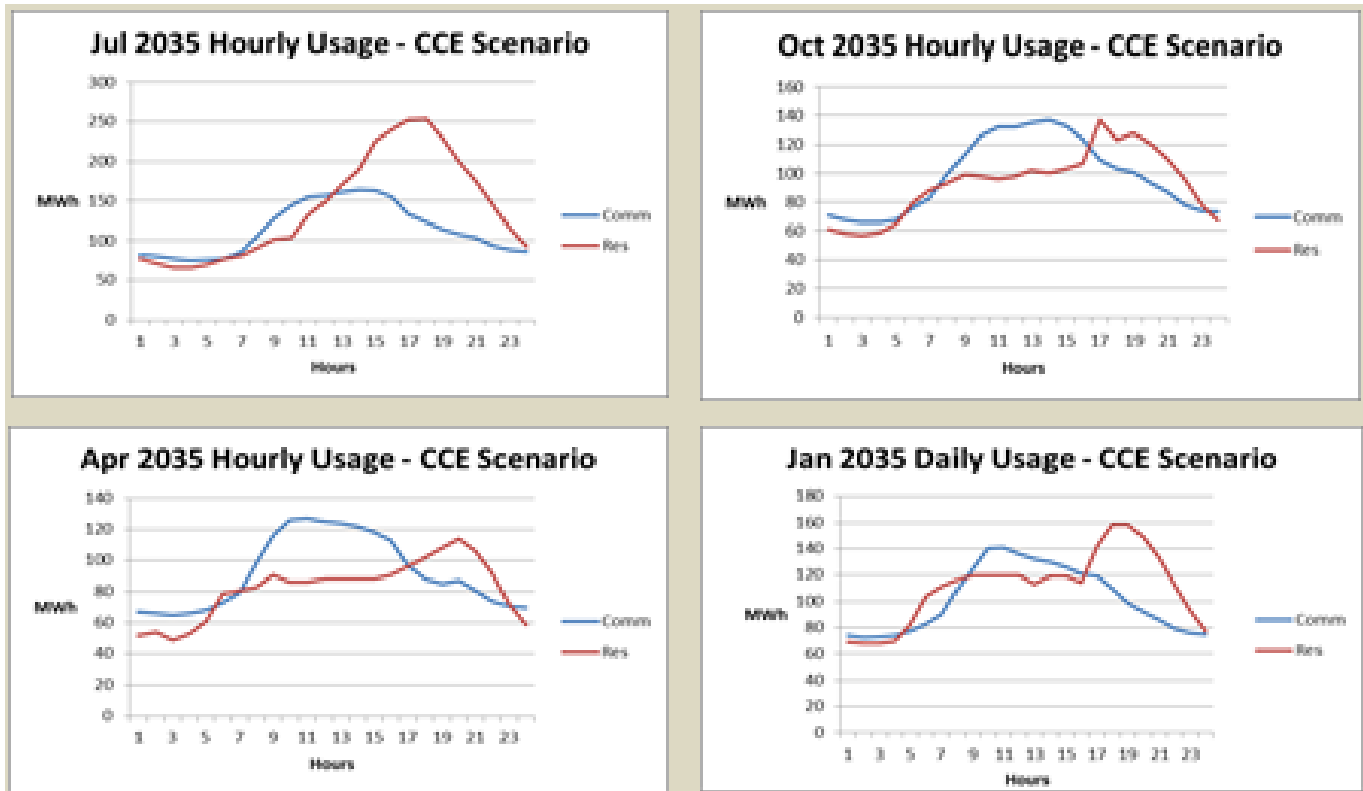 Jul 2035 Hourly Usage - CCE Scenario
300
250
200
150
100
50
0
MWh
1 3 5 7 9 11 13 15 17 19 21 23
Hours
Comm
Res
Oct 2035 Hourly Usage - CCE Scenario
160
140
120
100
80
60
40
20
0
MWh
1 3 5 7 9 11 13 15 17 19 21 23
Hours
Comm
Res
Apr 2035 Hourly Usage - CCE Scenario
140
120
100
80
60
40
20
0
MWh
1 3 5 7 9 11 13 15 17 19 21 23
Hours
Comm
Res
Jan 2035 Daily Usage - CCE Scenario
180
160
140
120
100
80
60
40
20
0
MWh
1 3 5 7 9 11 13 15 17 19 21 23
Hours
Comm
Res